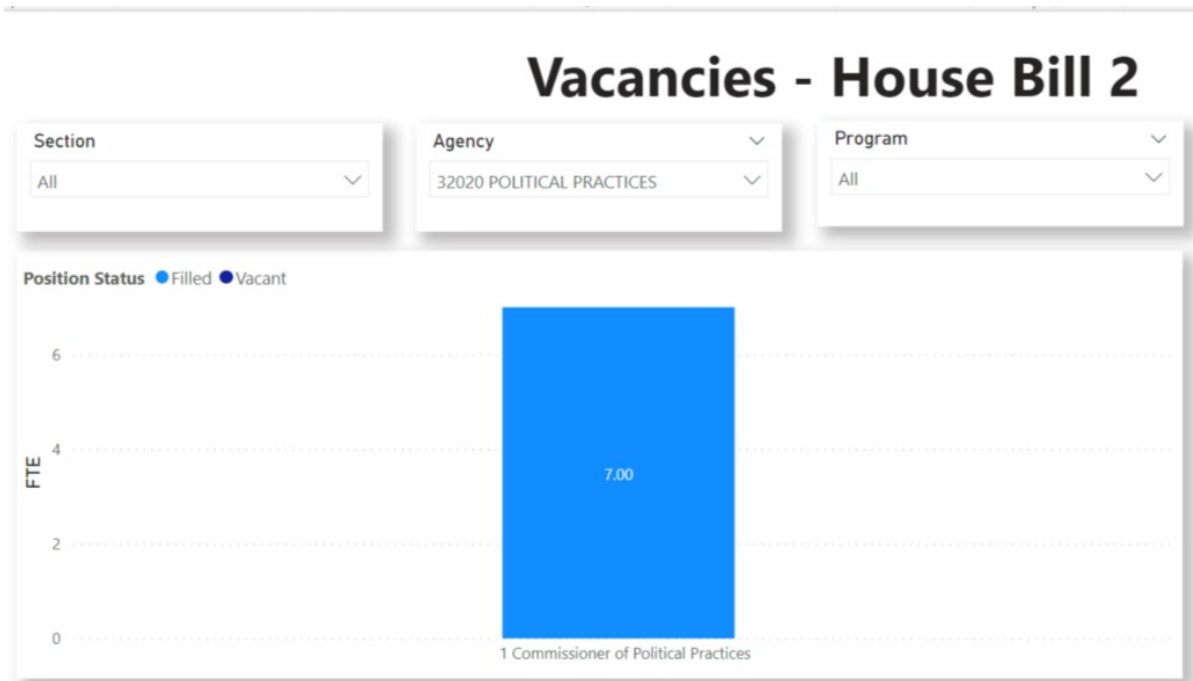 Vacancies - House Bill 2
Section
All
Agency
32020 POLITICAL PRACTICES
Program
All
Position Status Filled Vacant
6
4
2
0
FTE
7.00
1 Commissioner of Political Practices